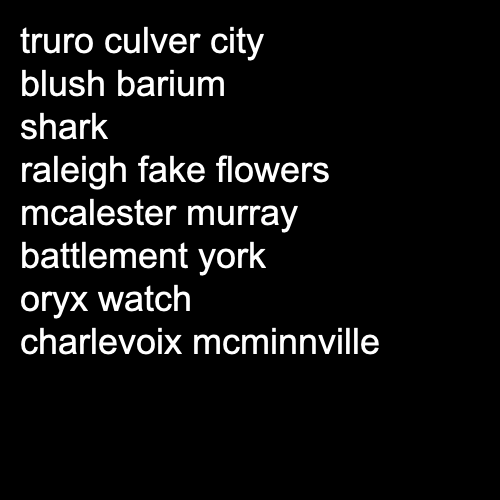 truro culver city
blush barium
shark
raleigh fake flowers
mcalester murray
battlement york
oryx watch
charlevoix mcminnville